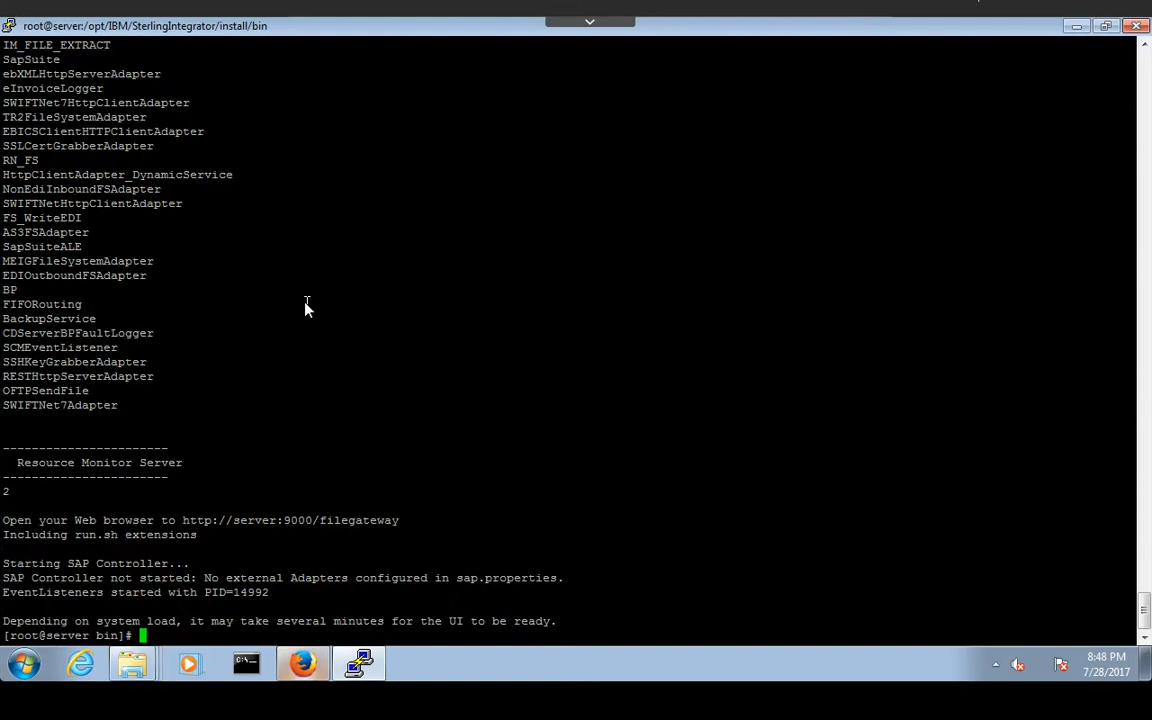 root@server:/opt/IBM/SterlingIntegrator/install/bin
IM_FILE_EXTRACT
SapSuite
ebXMLHttpServerAdapter
eInvoiceLogger
SWIFTNet7HttpClientAdapter
TR2FileSystemAdapter
EBICSClientHTTPClientAdapter
SSLCertGrabberAdapter
RN_FS
HttpClientAdapter_DynamicService
NonEdiInboundFSAdapter
SWIFTNetHttpClientAdapter
FS_WriteEDI
AS3FSAdapter
SapSuiteALE
MEIGFileSystemAdapter
EDIOutboundFSAdapter
BP
FIFORouting
BackupService
CDServerBPFaultLogger
SCMEventListener
SSHKeyGrabberAdapter
RESTHttpServerAdapter
OFTPSendFile
SWIFTNet7Adapter
-----------------------
Resource Monitor Server
-----------------------
2
Open your Web browser to http://server:9000/filegateway
Including run.sh extensions
Starting SAP Controller...
SAP Controller not started: No external Adapters configured in sap.properties.
EventListeners started with PID=14992
Depending on system load, it may take several minutes for the UI to be ready.
[root@server bin]#
8:48 PM
7/28/2017